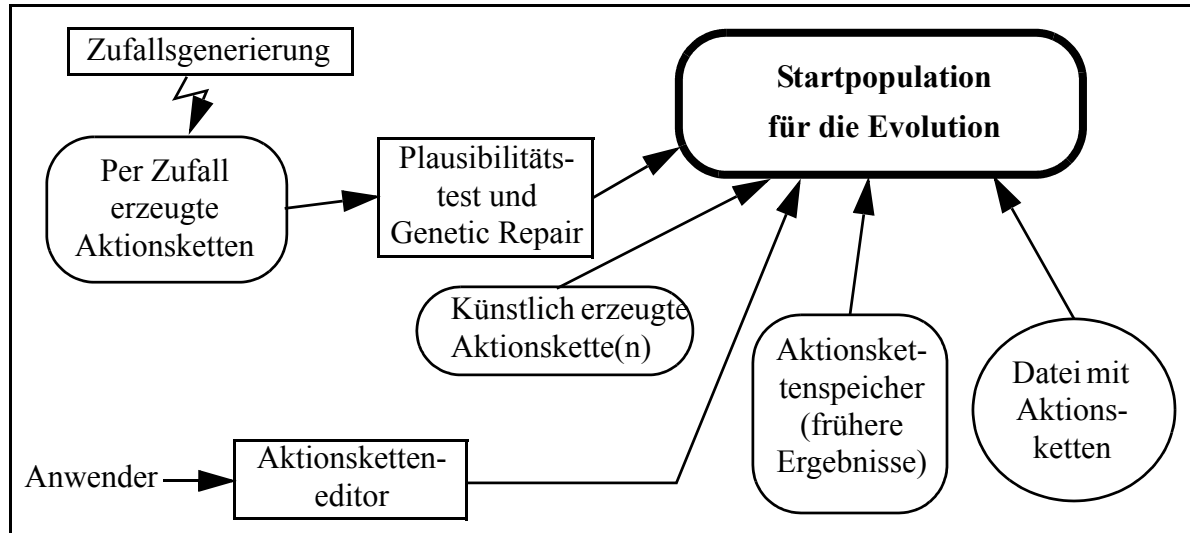 Zufallsgenerierung
Per Zufall
erzeugte
Aktionsketten
Plausibilitäts-
test und
Genetic Repair
Startpopulation
für die Evolution
Künstlich erzeugte
Aktionskette(n)
Aktionsket-
tenspeicher
(frühere
Ergebnisse)
Datei mit
Aktions-
ketten
Anwender
Aktionsketten-
editor